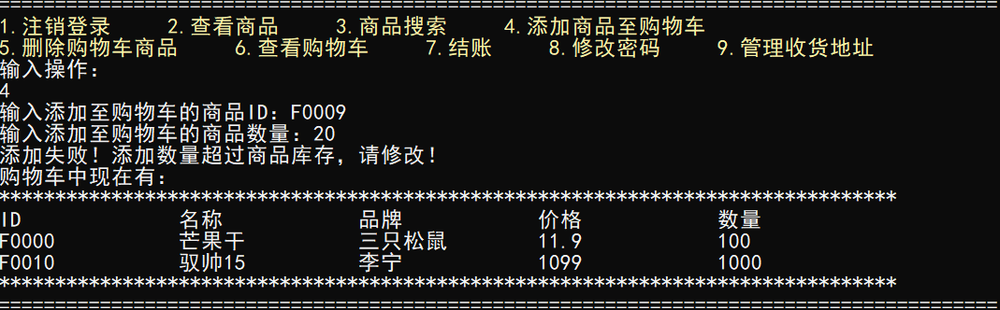 ================================================================================
1.注销登录 2.查看商品 3.商品搜索 4.添加商品至购物车
5.删除购物车商品 6.查看购物车 7.结账 8.修改密码 9.管理收货地址
输入操作：
4
输入添加至购物车的商品ID：F0009
输入添加至购物车的商品数量：20
添加失败！添加数量超过商品库存，请修改！
购物车中现在有：
********************************************************************************
ID 名称 品牌 价格 数量
F0000 芒果干 三只松鼠 11.9 100
F0010 驭帅15 李宁 1099 1000
********************************************************************************
================================================================================